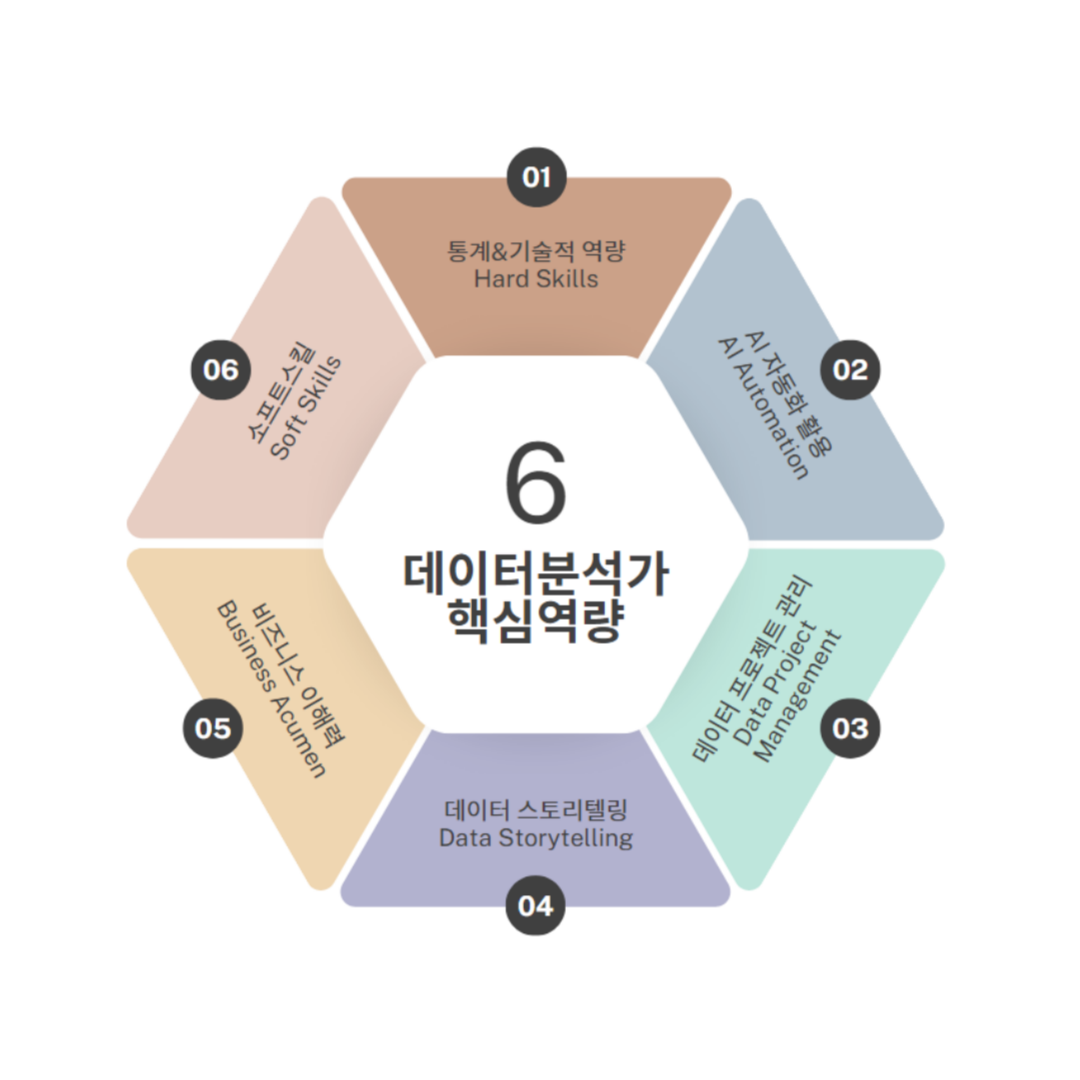 01
통계&기술적 역량
Hard Skills
02
AI 자동화 활용
AI Automation
03
데이터 프로젝트 관리
Data Project
Management
04
데이터 스토리텔링
Data Storytelling
05
비즈니스 이해력
Business Acumen
06
소프트스킬
Soft Skills
6
데이터분석가
핵심역량